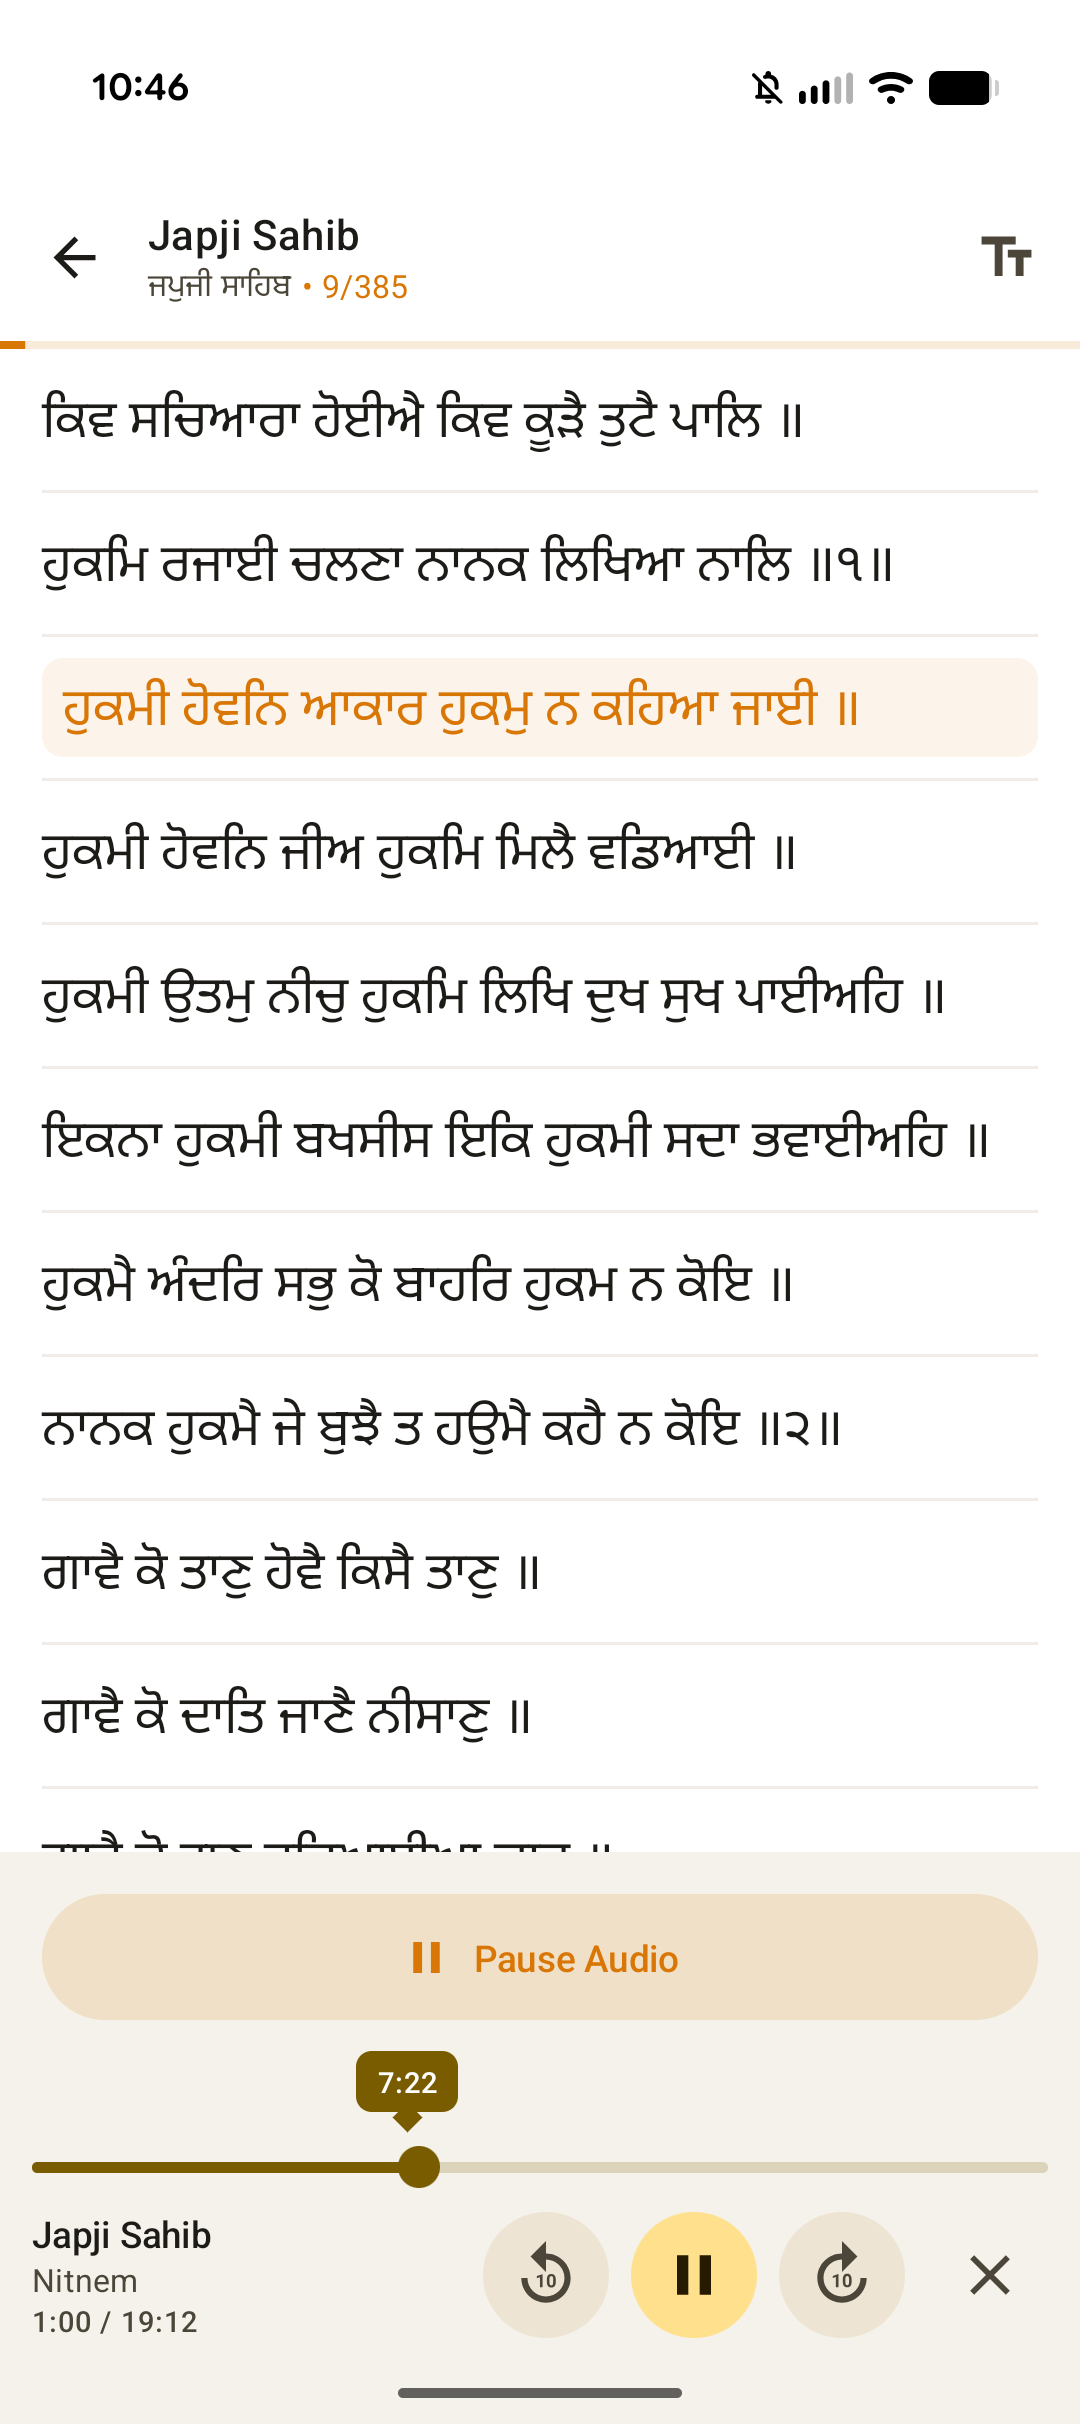 10:46
Japji Sahib
ਜਪੁਜੀ ਸਾਹਿਬ • 9/385
ਕਿਵ ਸਚਿਆਰਾ ਹੋਈਐ ਕਿਵ ਕੂੜੈ ਤੁਟੈ ਪਾਲਿ ॥
ਹੁਕਮਿ ਰਜਾਈ ਚਲਣਾ ਨਾਨਕ ਲਿਖਿਆ ਨਾਲਿ ॥੧॥
ਹੁਕਮੀ ਹੋਵਨਿ ਆਕਾਰ ਹੁਕਮੁ ਨ ਕਹਿਆ ਜਾਈ ॥
ਹੁਕਮੀ ਹੋਵਨਿ ਜੀਅ ਹੁਕਮਿ ਮਿਲੈ ਵਡਿਆਈ ॥
ਹੁਕਮੀ ਉਤਮੁ ਨੀਚੁ ਹੁਕਮਿ ਲਿਖਿ ਦੁਖ ਸੁਖ ਪਾਈਅਹਿ ॥
ਇਕਨਾ ਹੁਕਮੀ ਬਖਸੀਸ ਇਕਿ ਹੁਕਮੀ ਸਦਾ ਭਵਾਈਅਹਿ ॥
ਹੁਕਮੈ ਅੰਦਰਿ ਸਭੁ ਕੋ ਬਾਹਰਿ ਹੁਕਮ ਨ ਕੋਇ ॥
ਨਾਨਕ ਹੁਕਮੈ ਜੇ ਬੁਝੈ ਤ ਹਉਮੈ ਕਹੈ ਨ ਕੋਇ ॥੨॥
ਗਾਵੈ ਕੋ ਤਾਣੁ ਹੋਵੈ ਕਿਸੈ ਤਾਣੁ ॥
ਗਾਵੈ ਕੋ ਦਾਤਿ ਜਾਣੈ ਨੀਸਾਣੁ ॥
Pause Audio
7:22
Japji Sahib
Nitnem
1:00 / 19:12
10
10